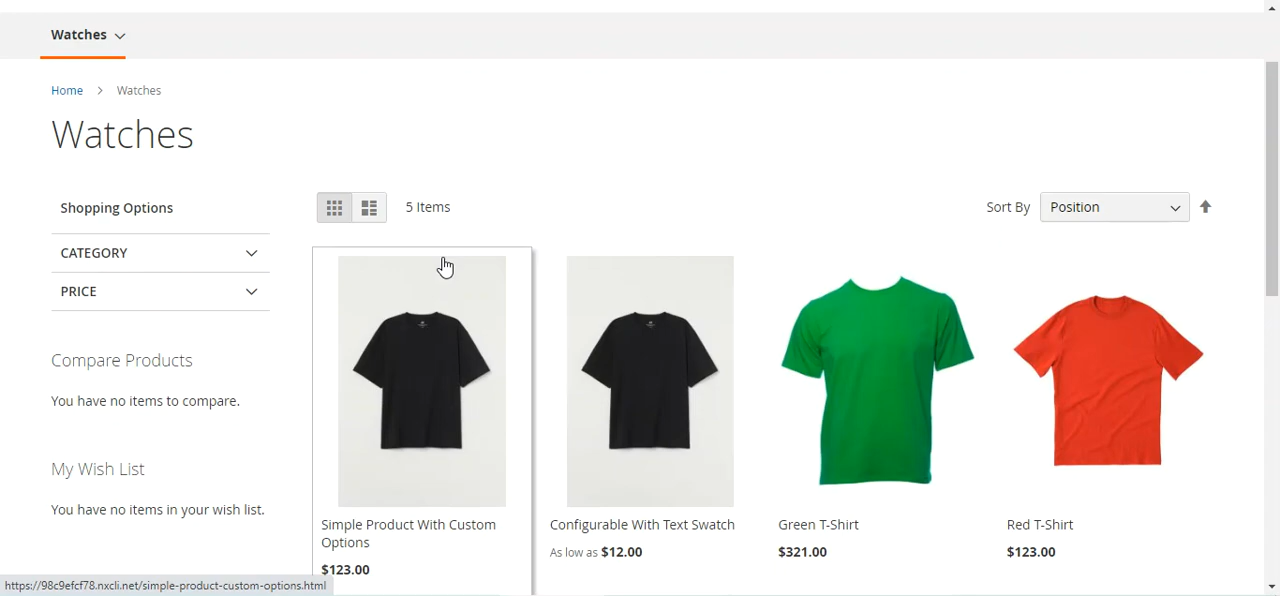 Watches
Home > Watches
Watches
Shopping Options
CATEGORY
PRICE
Compare Products
You have no items to compare.
My Wish List
You have no items in your wish list.
5 Items
Sort By Position
Simple Product With Custom
Options
$123.00
Configurable With Text Swatch
As low as $12.00
Green T-Shirt
$321.00
Red T-Shirt
$123.00
https://98c9efcf78.nxcli.net/simple-product-custom-options.html